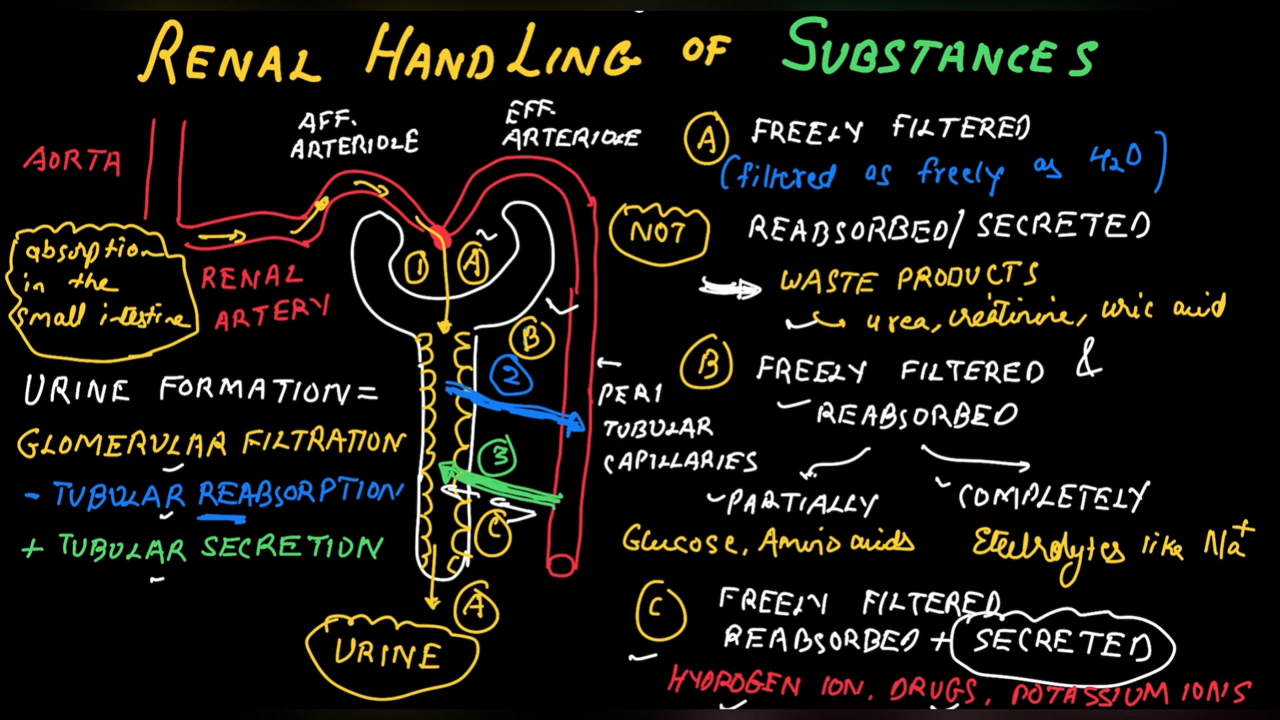 RENAL HANDLING OF SUBSTANCES
AORTA
AFF.
ARTERIOLE
EFF.
ARTERIOLE
absorption
in the
small intestine
RENAL
ARTERY
1
A
B
2
3
C
A
PERI
TUBULAR
CAPILLARIES
URINE FORMATION =
GLOMERULAR FILTRATION
- TUBULAR REABSORPTION
+ TUBULAR SECRETION
URINE
A FREELY FILTERED
(filtered as freely as H2O)
NOT REABSORBED/SECRETED
WASTE PRODUCTS
urea, creatinine, uric acid
B FREELY FILTERED &
REABSORBED
PARTIALLY COMPLETELY
Glucose, Amino acids Electrolytes like Na+
C FREELY FILTERED
REABSORBED + SECRETED
HYDROGEN ION, DRUGS, POTASSIUM IONS